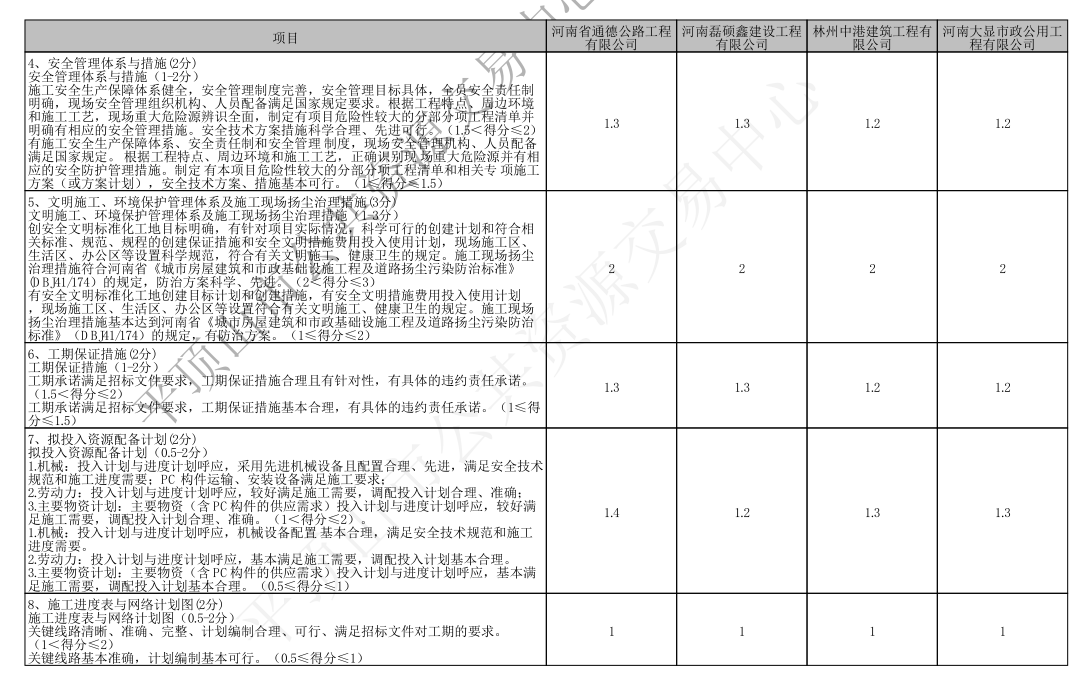 项目
河南省通德公路工程
有限公司
河南磊硕鑫建设工程
有限公司
林州中港建筑工程有
限公司
河南大显市政公用工
程有限公司
4、安全管理体系与措施(2分)
安全管理体系与措施（1-2分）
施工安全生产保障体系健全，安全管理制度完善，安全管理目标具体，全员安全责任制
明确，现场安全管理组织机构、人员配备满足国家规定要求。根据工程特点、周边环境
和施工工艺，现场重大危险源辨识全面，制定有项目危险性较大的分部分项工程清单并
明确有相应的安全管理措施。安全技术方案措施科学合理、先进可行。（1.5＜得分≤2）
有施工安全生产保障体系、安全责任制和安全管理 制度，现场安全管理机构、人员配备
满足国家规定。 根据工程特点、周边环境和施工工艺，正确识别现场重大危险源并有相
应的安全防护管理措施。制定 有本项目危险性较大的分部分项工程清单和相关专 项施工
方案（或方案计划），安全技术方案、措施基本可行。（1≤得分≤1.5）
1.3
1.3
1.2
1.2
5、文明施工、环境保护管理体系及施工现场扬尘治理措施(3分)
文明施工、环境保护管理体系及施工现场扬尘治理措施（1-3分）
创安全文明标准化工地目标明确，有针对项目实际情况，科学可行的创建计划和符合相
关标准、规范、规程的创建保证措施和安全文明措施费用投入使用计划，现场施工区、
生活区、办公区等设置科学规范，符合有关文明施工、健康卫生的规定。施工现场扬尘
治理措施符合河南省《城市房屋建筑和市政基础设施工程及道路扬尘污染防治标准》
（DBJ41/174）的规定，防治方案科学、先进。（2＜得分≤3）
有安全文明标准化工地创建目标计划和创建措施，有安全文明措施费用投入使用计划
，现场施工区、生活区、办公区等设置符合有关文明施工、健康卫生的规定。施工现场
扬尘治理措施基本达到河南省《城市房屋建筑和市政基础设施工程及道路扬尘污染防治
标准》（DBJ41/174）的规定，有防治方案。（1≤得分≤2）
2
2
2
2
6、工期保证措施(2分)
工期保证措施（1-2分）
工期承诺满足招标文件要求，工期保证措施合理且有针对性，有具体的违约责任承诺。
（1.5＜得分≤2）
工期承诺满足招标文件要求，工期保证措施基本合理，有具体的违约责任承诺。（1≤得
分≤1.5）
1.3
1.3
1.2
1.2
7、拟投入资源配备计划(2分)
拟投入资源配备计划（0.5-2分）
1.机械：投入计划与进度计划呼应，采用先进机械设备且配置合理、先进，满足安全技术
规范和施工进度需要；PC 构件运输、安装设备满足施工要求；
2.劳动力：投入计划与进度计划呼应，较好满足施工需要，调配投入计划合理、准确；
3.主要物资计划：主要物资（含PC 构件的供应需求）投入计划与进度计划呼应，较好满
足施工需要，调配投入计划合理、准确。（1＜得分≤2）。
1.机械：投入计划与进度计划呼应，机械设备配置 基本合理，满足安全技术规范和施工
进度需要。
2.劳动力：投入计划与进度计划呼应，基本满足施工需要，调配投入计划基本合理。
3.主要物资计划：主要物资（含PC 构件的供应需求）投入计划与进度计划呼应，基本满
足施工需要，调配投入计划基本合理。（0.5≤得分≤1）
1.4
1.2
1.3
1.3
8、施工进度表与网络计划图(2分)
施工进度表与网络计划图（0.5-2分）
关键线路清晰、准确、完整、计划编制合理、可行、满足招标文件对工期的要求。
（1＜得分≤2）
关键线路基本准确，计划编制基本可行。（0.5≤得分≤1）
1
1
1
1
平顶山市公共资源交易中心
平顶山市公共资源交易中心